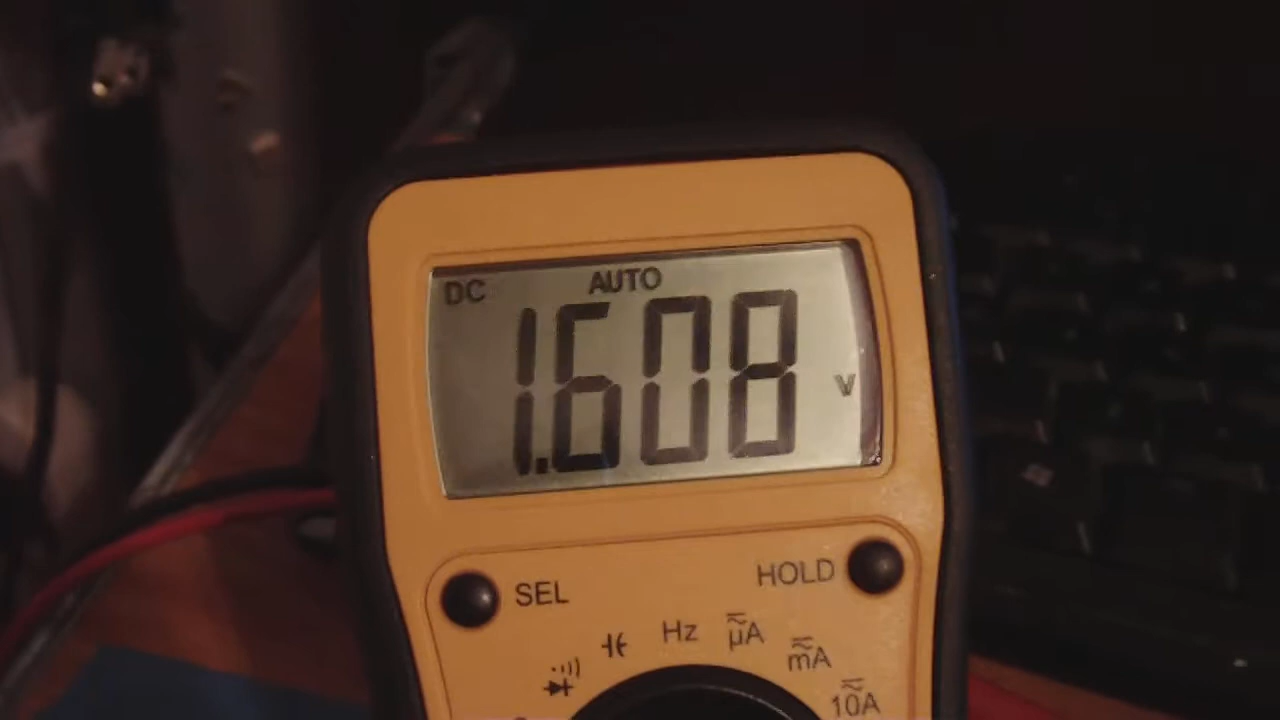 DC AUTO
1.608 V
SEL HOLD
Hz
μA
mA
10A